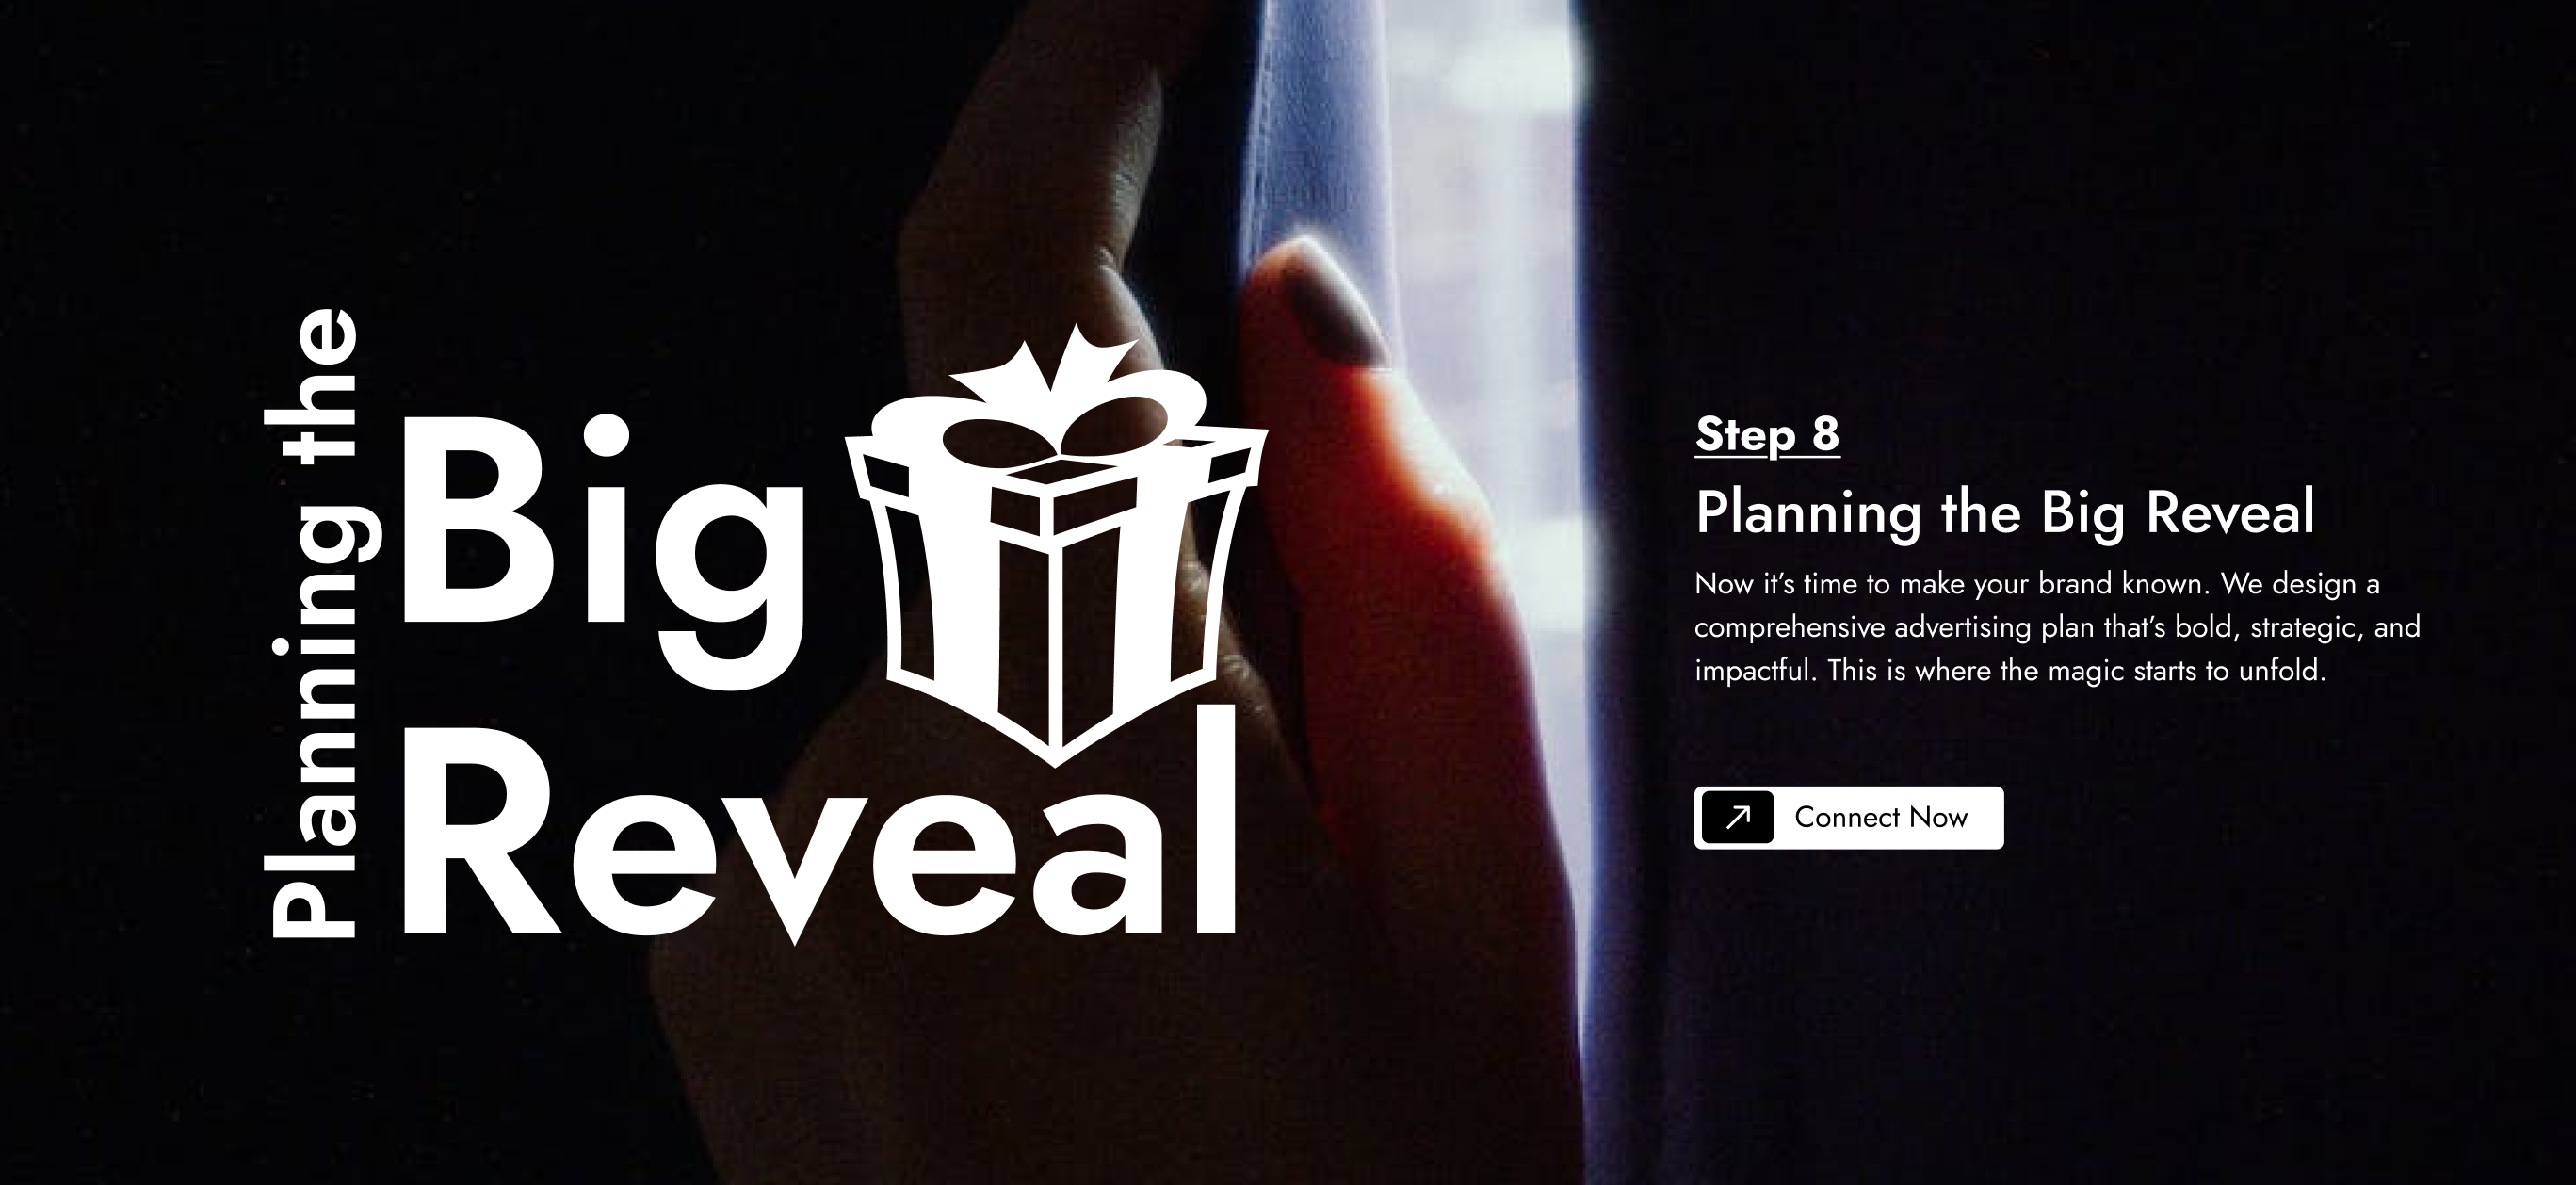 Planning the
Big
Reveal
Step 8
Planning the Big Reveal
Now it’s time to make your brand known. We design a
comprehensive advertising plan that’s bold, strategic, and
impactful. This is where the magic starts to unfold.
Connect Now